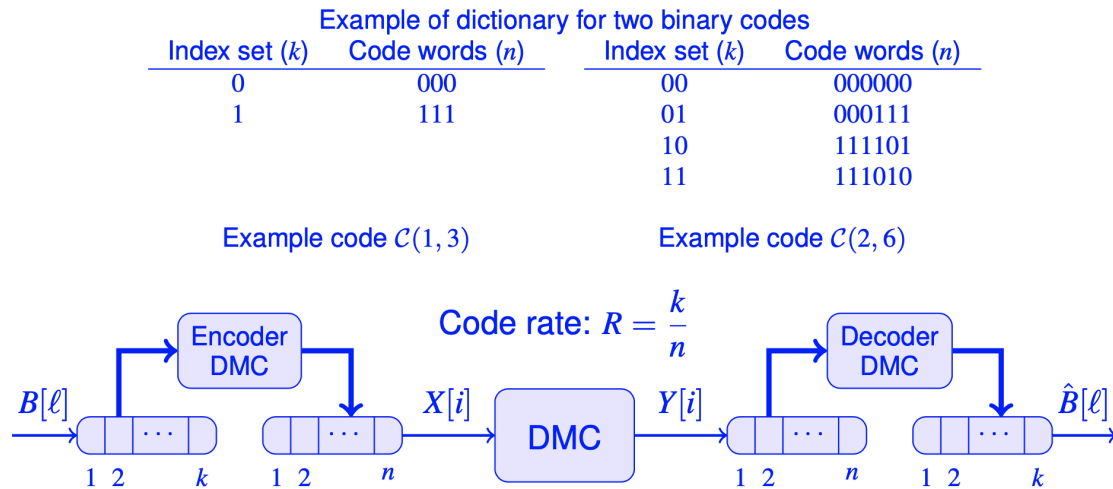 Example of dictionary for two binary codes
Index set (k) Code words (n) Index set (k) Code words (n)
0 000 00 000000
1 111 01 000111
10 111101
11 111010
Example code 𝒞(1, 3) Example code 𝒞(2, 6)
Code rate: R = k/n
Encoder
DMC
Decoder
DMC
B[ℓ] X[i] Y[i] B̂[ℓ]
··· ··· DMC ··· ···
1 2 k 1 2 n 1 2 n 1 2 k